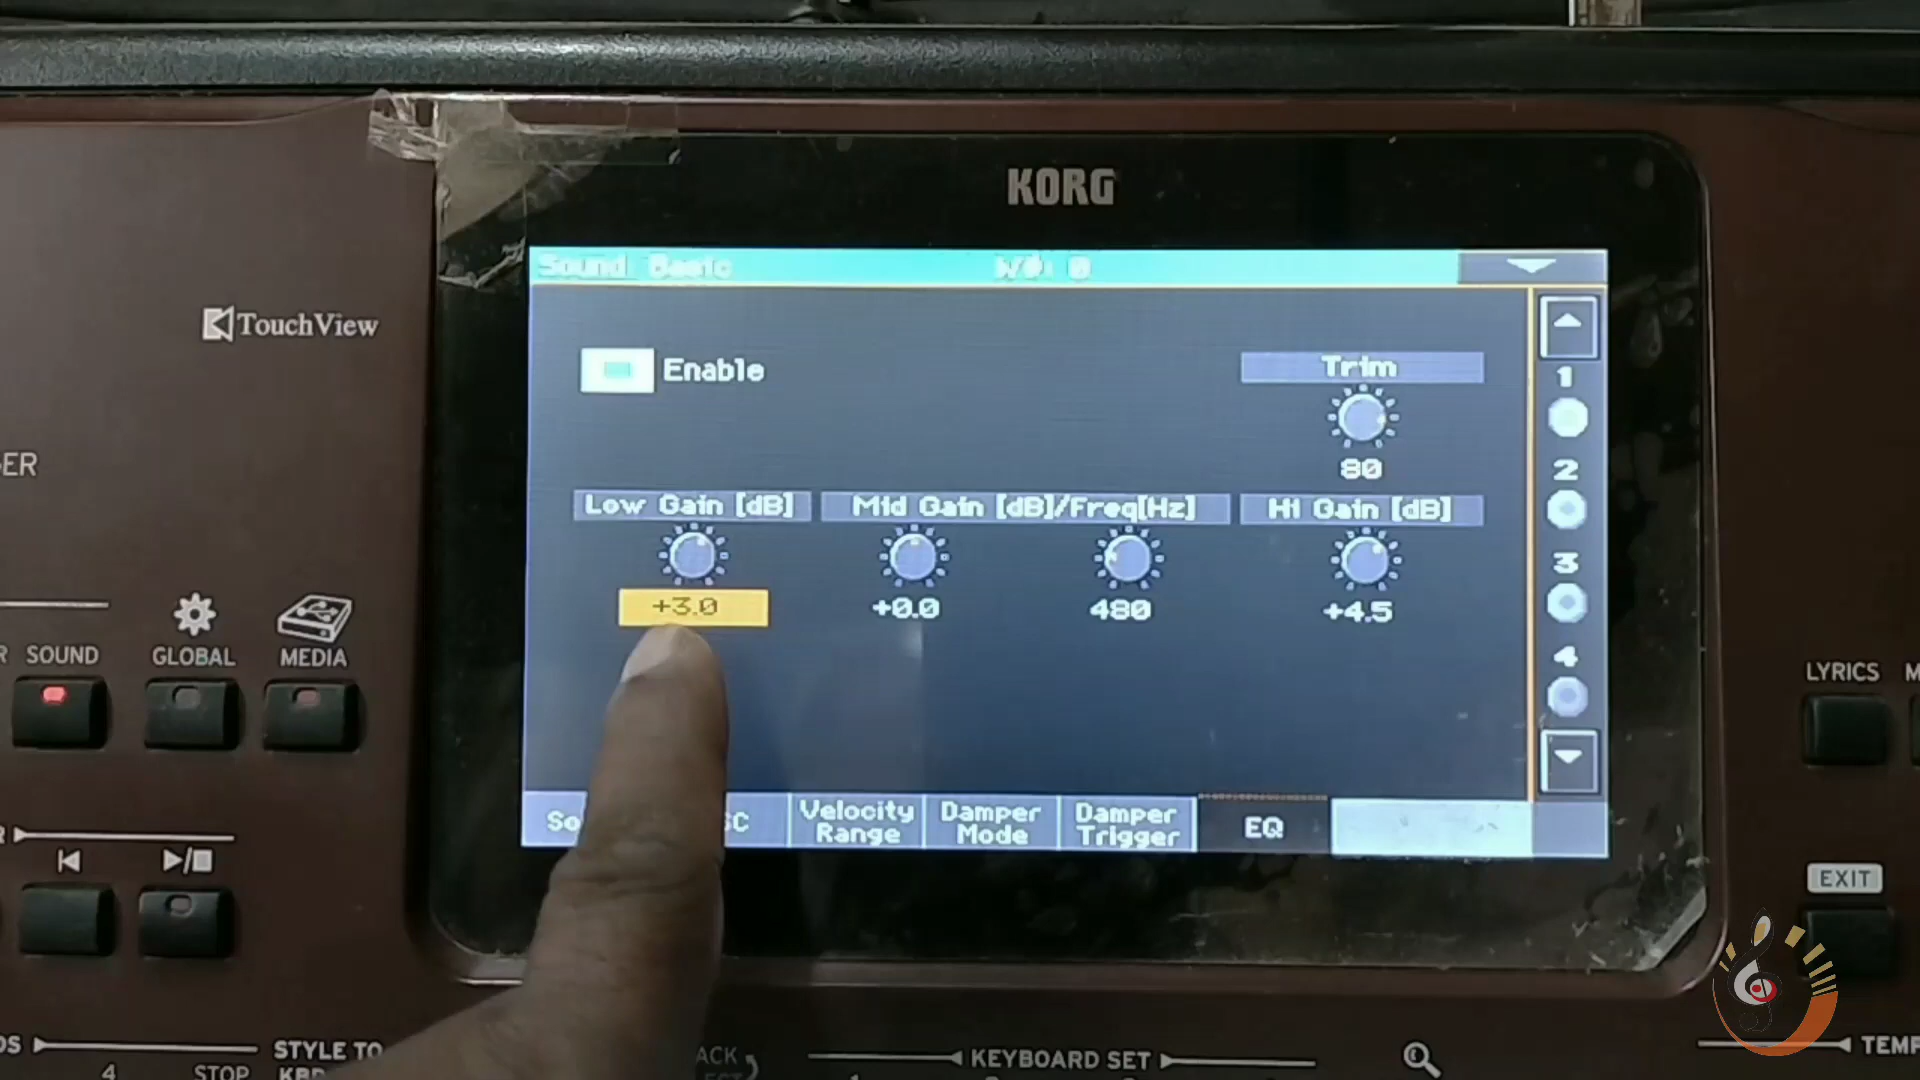 KORG
TouchView
Sound Basic
Enable
Trim
80
1
2
3
4
Low Gain [dB]
Mid Gain [dB]/Freq[Hz]
Hi Gain [dB]
+3.0
+0.0
480
+4.5
Velocity
Range
Damper
Mode
Damper
Trigger
EQ
SOUND
GLOBAL
MEDIA
LYRICS
EXIT
STYLE TO
KBD
4
STOP
KEYBOARD SET